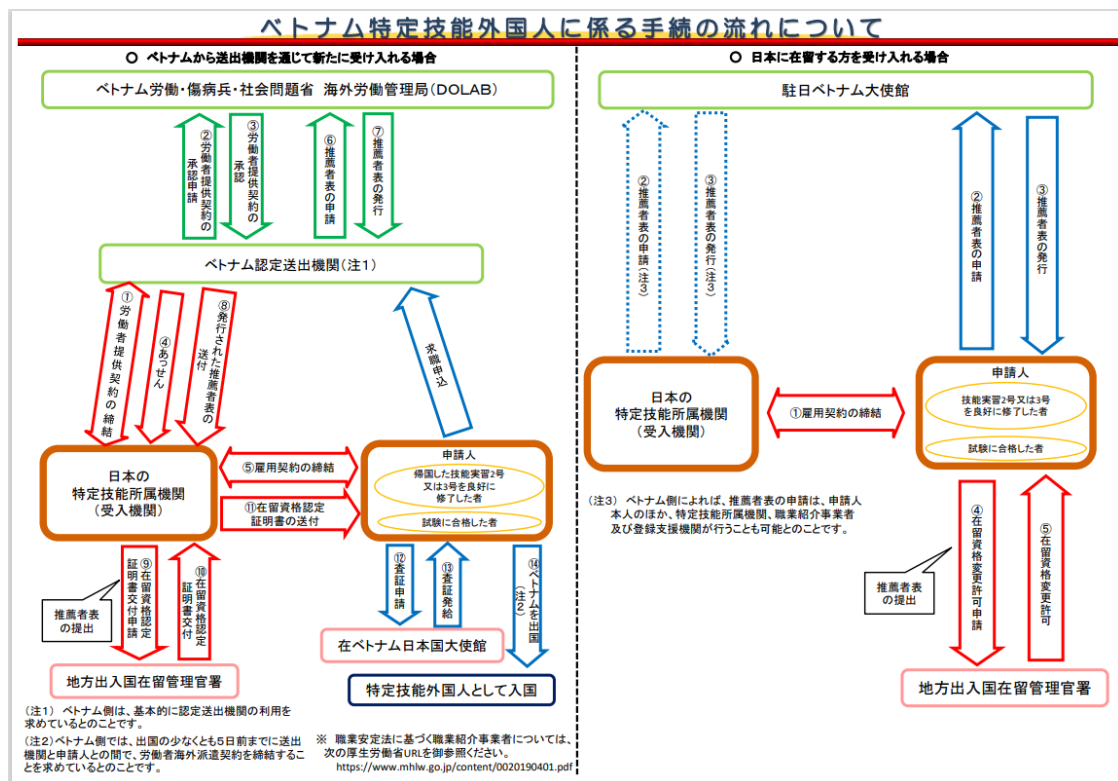 ベトナム特定技能外国人に係る手続の流れについて
○ ベトナムから送出機関を通じて新たに受け入れる場合
ベトナム労働・傷病兵・社会問題省 海外労働管理局(DOLAB)
②労働者提供契約の
承認申請
③労働者提供契約の
承認
⑥推薦者表の申請
⑦推薦者表の発行
ベトナム認定送出機関(注1)
①労働者提供契約の締結
④あっせん
⑧発行された推薦者表の
送付
求職申込
日本の
特定技能所属機関
(受入機関)
⑤雇用契約の締結
⑪在留資格認定
証明書の送付
申請人
帰国した技能実習2号
又は3号を良好に
修了した者
試験に合格した者
⑨在留資格認定
証明書交付申請
⑩在留資格認定
証明書交付
推薦者表
の提出
⑫査証申請
⑬査証発給
⑭ベトナムを出国
(注2)
在ベトナム日本国大使館
地方出入国在留管理官署
特定技能外国人として入国
(注1) ベトナム側は、基本的に認定送出機関の利用を
求めているとのことです。
(注2)ベトナム側では、出国の少なくとも5日前までに送出
機関と申請人との間で、労働者海外派遣契約を締結するこ
とを求めているとのことです。
※ 職業安定法に基づく職業紹介事業者については、
次の厚生労働省URLを御参照ください。
https://www.mhlw.go.jp/content/0020190401.pdf
○ 日本に在留する方を受け入れる場合
駐日ベトナム大使館
②推薦者表の申請(注3)
③推薦者表の発行(注3)
②推薦者表の申請
③推薦者表の発行
日本の
特定技能所属機関
(受入機関)
①雇用契約の締結
申請人
技能実習2号又は3号
を良好に修了した者
試験に合格した者
(注3) ベトナム側によれば、推薦者表の申請は、申請人
本人のほか、特定技能所属機関、職業紹介事業者
及び登録支援機関が行うことも可能とのことです。
推薦者表
の提出
④在留資格変更許可申請
⑤在留資格変更許可
地方出入国在留管理官署